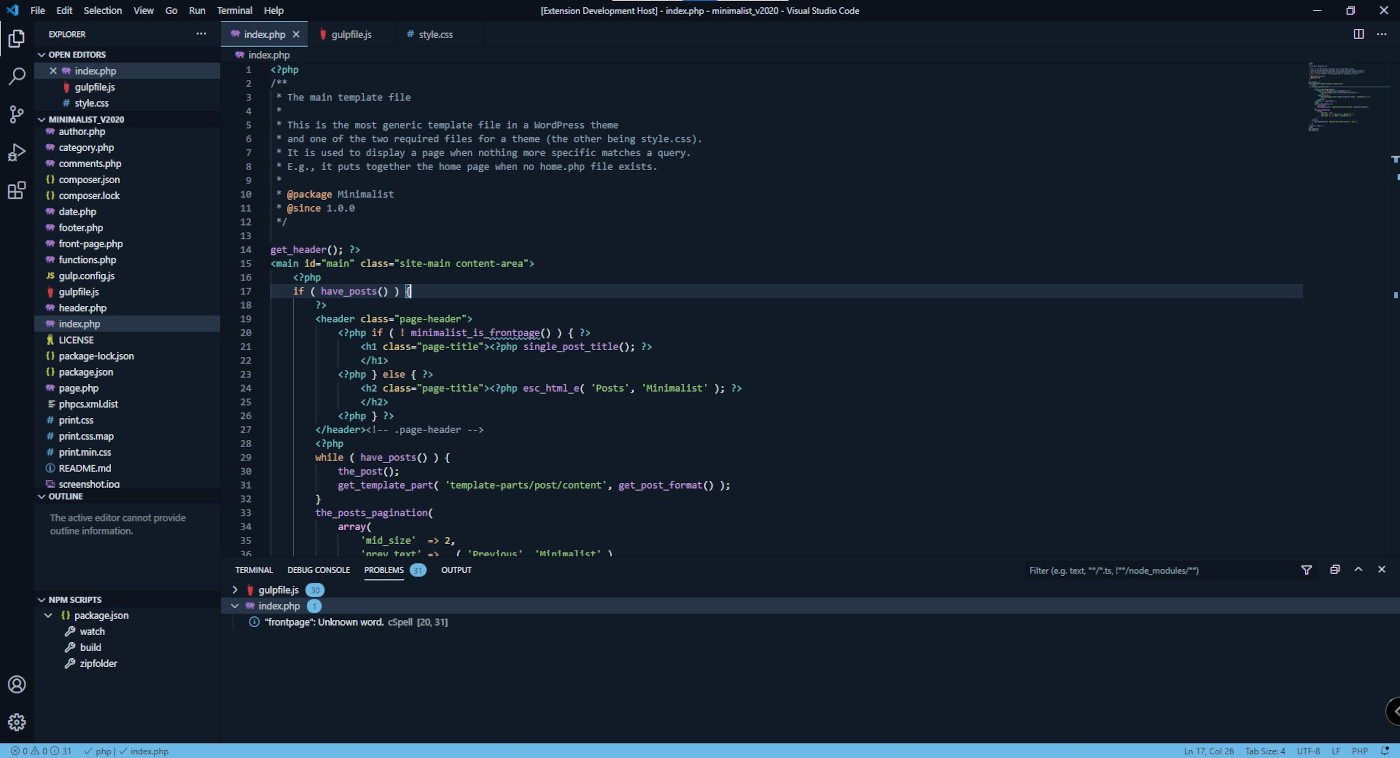 File Edit Selection View Go Run Terminal Help
[Extension Development Host] - index.php - minimalist_v2020 - Visual Studio Code
EXPLORER
OPEN EDITORS
index.php
gulpfile.js
style.css
MINIMALIST_V2020
author.php
category.php
comments.php
composer.json
composer.lock
date.php
footer.php
front-page.php
functions.php
gulp.config.js
gulpfile.js
header.php
index.php
LICENSE
package-lock.json
package.json
page.php
phpcs.xml.dist
print.css
print.css.map
print.min.css
README.md
screenshot.jpg
OUTLINE
The active editor cannot provide
outline information.
NPM SCRIPTS
package.json
watch
build
zipfolder
index.php gulpfile.js style.css
index.php
1 <?php
2 /**
3 * The main template file
4 *
5 * This is the most generic template file in a WordPress theme
6 * and one of the two required files for a theme (the other being style.css).
7 * It is used to display a page when nothing more specific matches a query.
8 * E.g., it puts together the home page when no home.php file exists.
9 *
10 * @package Minimalist
11 * @since 1.0.0
12 */
13
14 get_header(); ?>
15 <main id="main" class="site-main content-area">
16 <?php
17 if ( have_posts() ) {
18 ?>
19 <header class="page-header">
20 <?php if ( ! minimalist_is_frontpage() ) { ?>
21 <h1 class="page-title"><?php single_post_title(); ?>
22 </h1>
23 <?php } else { ?>
24 <h2 class="page-title"><?php esc_html_e( 'Posts', 'Minimalist' ); ?>
25 </h2>
26 <?php } ?>
27 </header><!-- .page-header -->
28 <?php
29 while ( have_posts() ) {
30 the_post();
31 get_template_part( 'template-parts/post/content', get_post_format() );
32 }
33 the_posts_pagination(
34 array(
35 'mid_size' => 2,
36 'prev_text' => __( 'Previous', 'Minimalist' )
TERMINAL DEBUG CONSOLE PROBLEMS 31 OUTPUT
Filter (e.g. text, **/*.ts, !**/node_modules/**)
gulpfile.js 30
index.php 1
"frontpage": Unknown word. cSpell [20, 31]
0 0 31 php | index.php
Ln 17, Col 26 Tab Size: 4 UTF-8 LF PHP